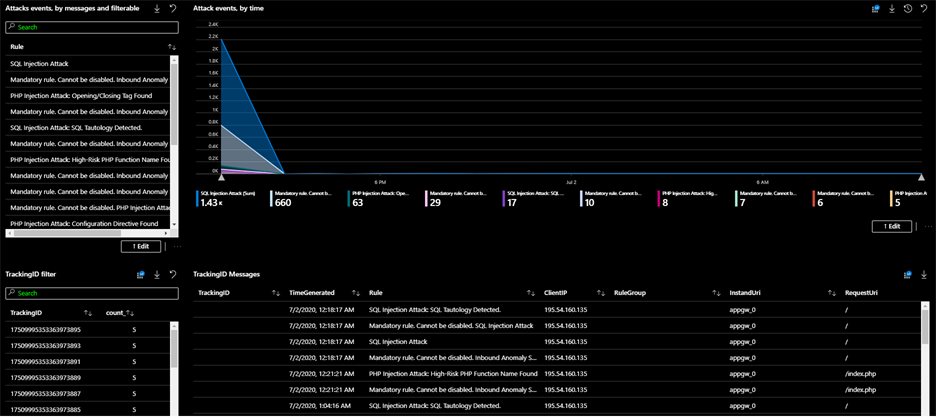 Attacks events, by messages and filterable
Search
Rule
SQL Injection Attack
Mandatory rule. Cannot be disabled. Inbound Anomaly
PHP Injection Attack: Opening/Closing Tag Found
Mandatory rule. Cannot be disabled. Inbound Anomaly
SQL Injection Attack: SQL Tautology Detected.
Mandatory rule. Cannot be disabled. Inbound Anomaly
PHP Injection Attack: High-Risk PHP Function Name Fou
Mandatory rule. Cannot be disabled. Inbound Anomaly
Mandatory rule. Cannot be disabled. Inbound Anomaly
Mandatory rule. Cannot be disabled. PHP Injection Attac
PHP Injection Attack: Configuration Directive Found
↑ Edit
Attack events, by time
2.4K
2.2K
2K
1.8K
1.6K
1.4K
1.2K
1K
0.8K
0.6K
0.4K
0.2K
0K
6 PM
Jul 2
6 AM
SQL Injection Attack (Sum)
1.43 K
Mandatory rule. Cannot b...
660
PHP Injection Attack: Ope...
63
Mandatory rule. Cannot b...
29
SQL Injection Attack: SQL ...
17
Mandatory rule. Cannot b...
10
PHP Injection Attack: Hig...
8
Mandatory rule. Cannot b...
7
Mandatory rule. Cannot b...
6
PHP Injection A
5
↑ Edit
TrackingID filter
Search
TrackingID count_
17509995353363973895 5
17509995353363973893 5
17509995353363973891 5
17509995353363973889 5
17509995353363973887 5
17509995353363973885 5
TrackingID Messages
TrackingID TimeGenerated Rule ClientIP RuleGroup InstandUri RequestUri
7/2/2020, 12:18:17 AM SQL Injection Attack: SQL Tautology Detected. 195.54.160.135 appgw_0 /
7/2/2020, 12:18:17 AM Mandatory rule. Cannot be disabled. SQL Injection Attack 195.54.160.135 appgw_0 /
7/2/2020, 12:18:17 AM SQL Injection Attack 195.54.160.135 appgw_0 /
7/2/2020, 12:18:17 AM Mandatory rule. Cannot be disabled. Inbound Anomaly S... 195.54.160.135 appgw_0 /
7/2/2020, 12:21:21 AM PHP Injection Attack: High-Risk PHP Function Name Found 195.54.160.135 appgw_0 /index.php
7/2/2020, 12:21:21 AM Mandatory rule. Cannot be disabled. Inbound Anomaly S... 195.54.160.135 appgw_0 /index.php
7/2/2020, 1:04:16 AM SQL Injection Attack: SQL Tautology Detected. 195.54.160.135 appgw_0 /